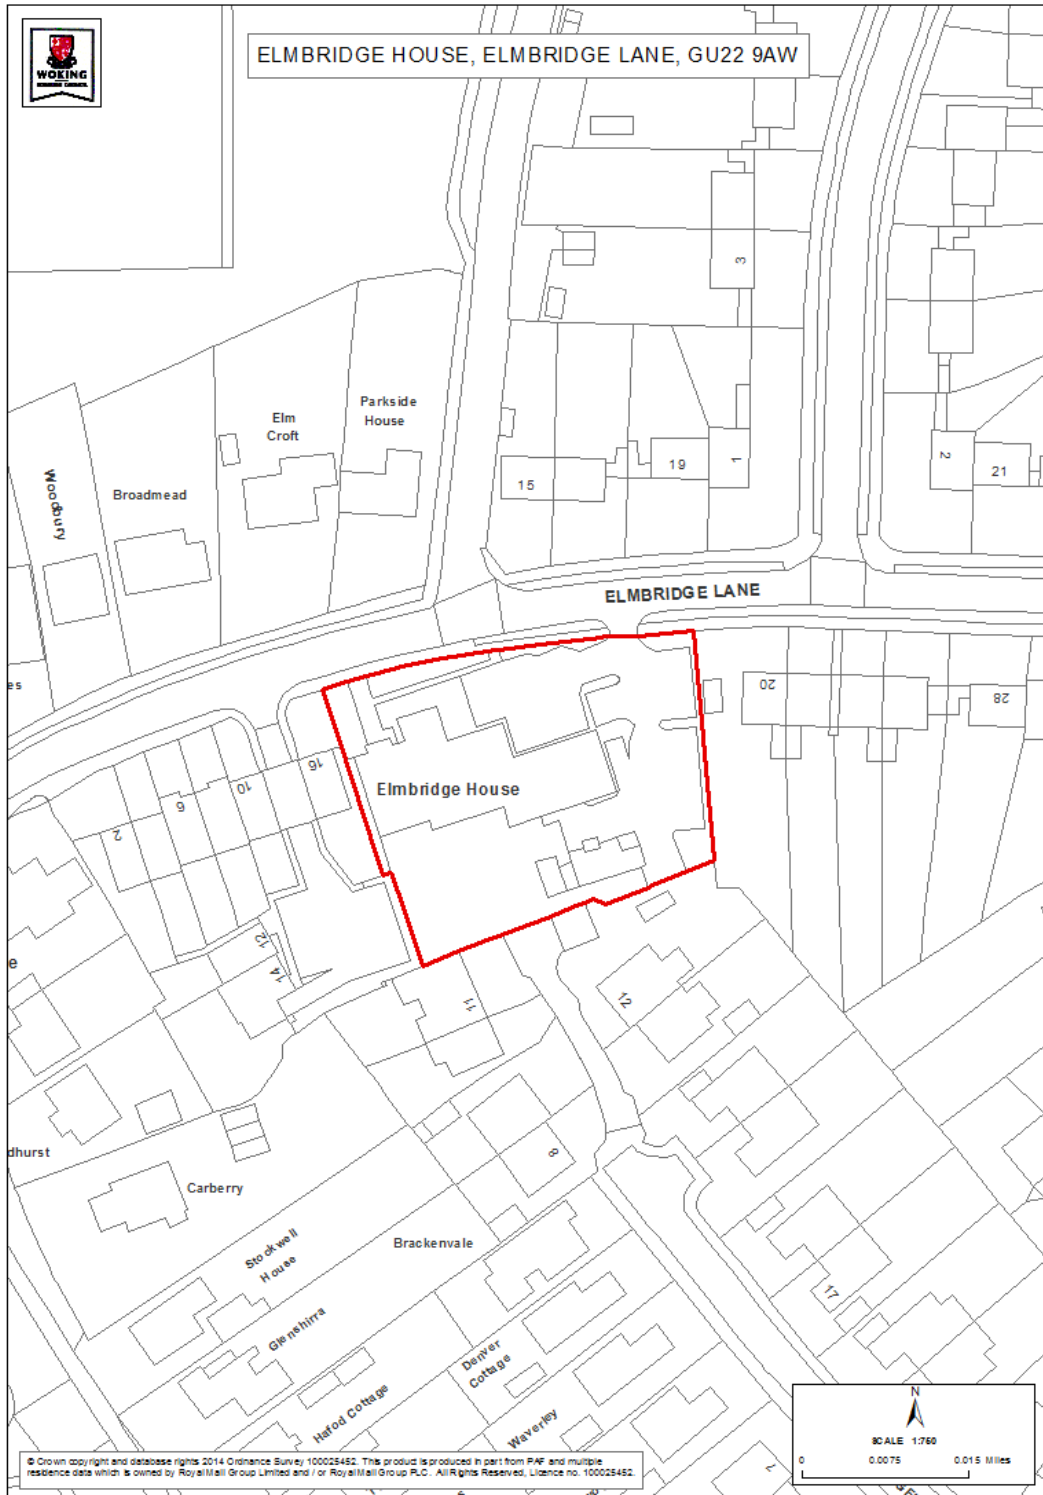 WOKING
BOROUGH COUNCIL
ELMBRIDGE HOUSE, ELMBRIDGE LANE, GU22 9AW
3
Parkside
House
Elm
Croft
Woodbury
Broadmead
15
19
1
2
21
ELMBRIDGE LANE
es
20
28
16
10
6
2
Elmbridge House
12
14
e
11
12
8
dhurst
Carberry
Stockwell
House
Brackenvale
17
Glenshirra
Denver
Cottage
Hafod Cottage
Waverley
7
N
SCALE 1:750
0 0.0075 0.015 Miles
© Crown copyright and database rights 2014 Ordnance Survey 100025452. This product is produced in part from PAF and multiple
residence data which is owned by Royal Mail Group Limited and / or Royal Mail Group PLC. All Rights Reserved, Licence no. 100025452.